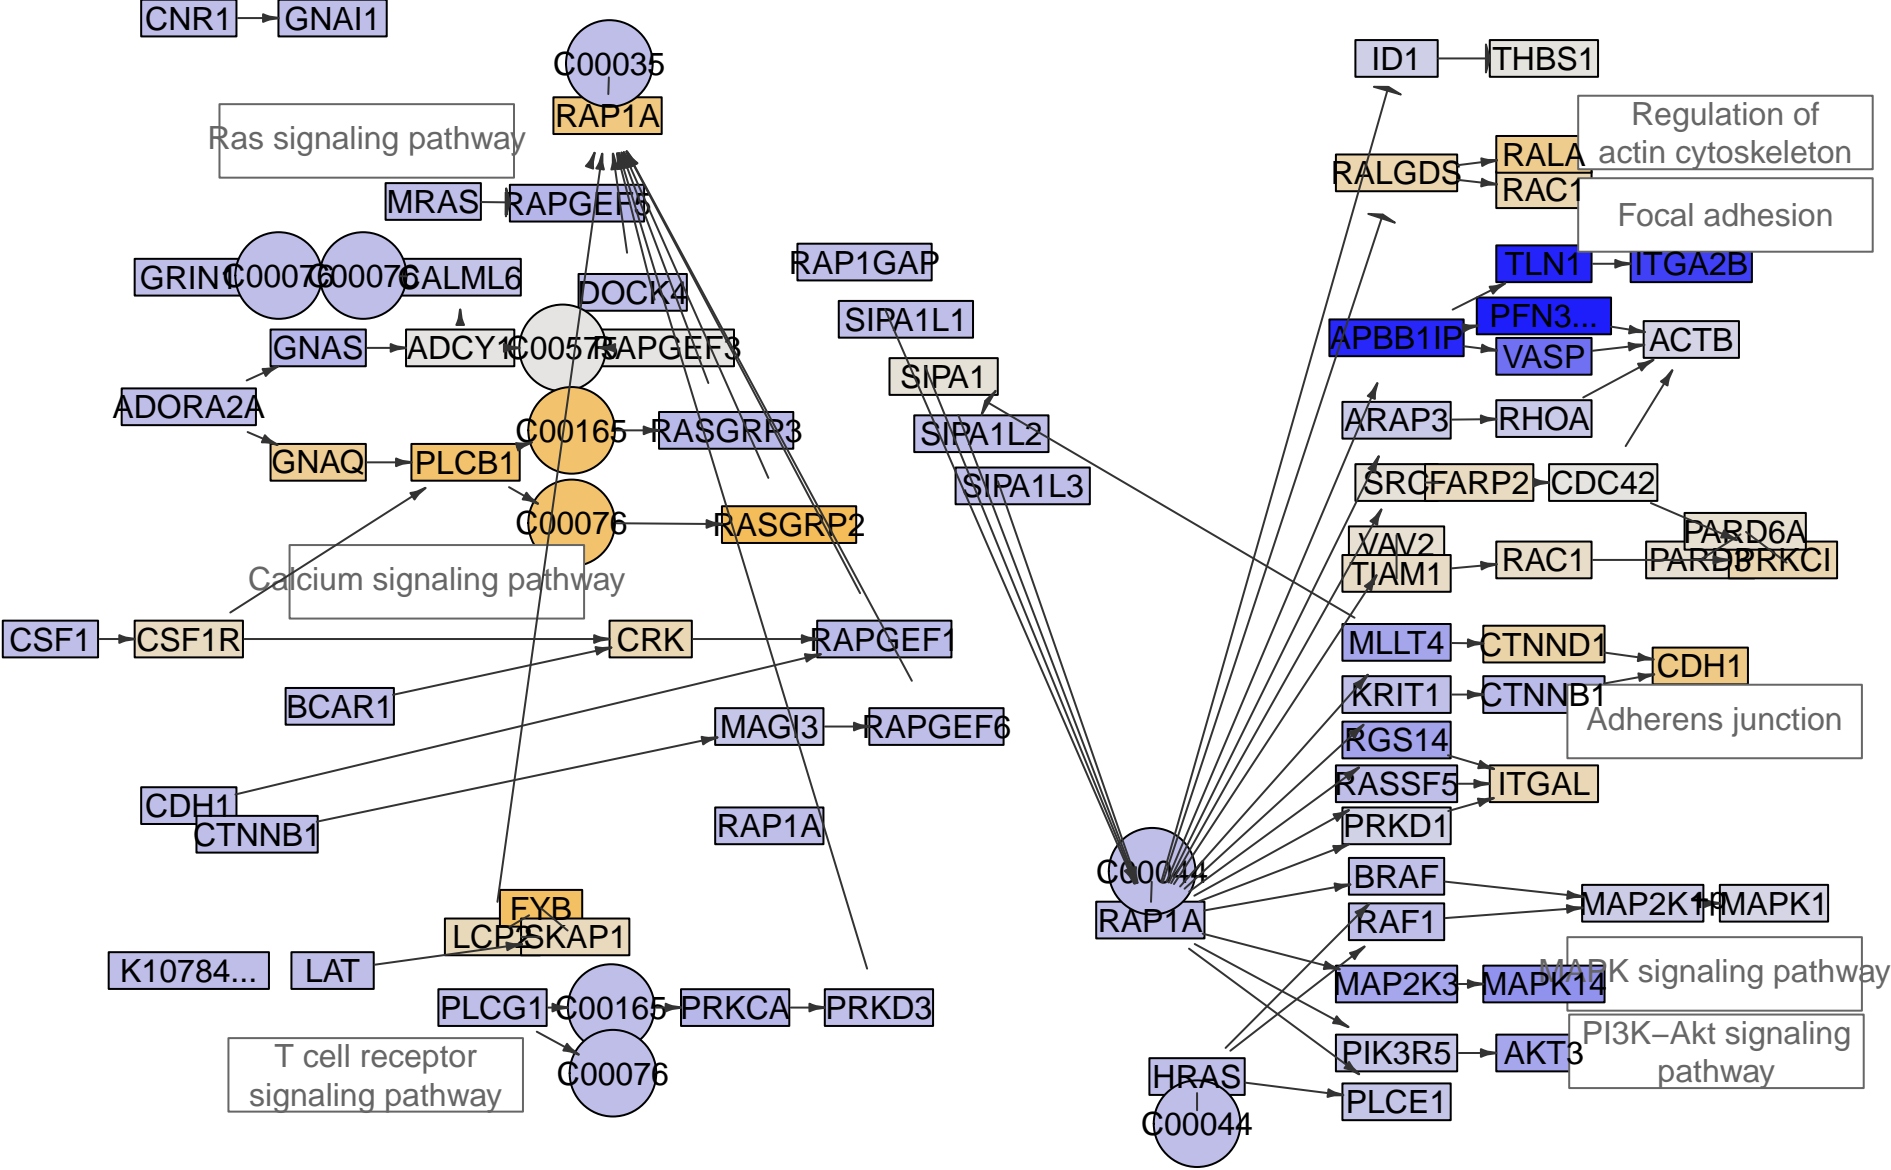 CNR1
GNAI1
C00035
RAP1A
Ras signaling pathway
MRAS
RAPGEF5
GRIN1
C00076
C00076
CALML6
DOCK4
GNAS
ADCY1
C00575
RAPGEF3
ADORA2A
GNAQ
PLCB1
C00165
RASGRP3
C00076
RASGRP2
Calcium signaling pathway
CSF1
CSF1R
CRK
RAPGEF1
BCAR1
MAGI3
RAPGEF6
CDH1
CTNNB1
RAP1A
FYB
LCP2
SKAP1
K10784...
LAT
PLCG1
C00165
PRKCA
PRKD3
C00076
T cell receptor
signaling pathway
RAP1GAP
SIPA1L1
SIPA1
SIPA1L2
SIPA1L3
C00044
RAP1A
HRAS
C00044
ID1
THBS1
Regulation of
actin cytoskeleton
RALGDS
RALA
RAC1
Focal adhesion
TLN1
ITGA2B
APBB1IP
PFN3...
VASP
ACTB
ARAP3
RHOA
SRC
FARP2
CDC42
VAV2
TIAM1
RAC1
PARD6A
PARD3
PRKCI
MLLT4
CTNND1
CDH1
KRIT1
CTNNB1
Adherens junction
RGS14
RASSF5
ITGAL
PRKD1
BRAF
RAF1
MAP2K1
+p
MAPK1
MAP2K3
MAPK14
MAPK signaling pathway
PIK3R5
AKT3
PI3K−Akt signaling
pathway
PLCE1